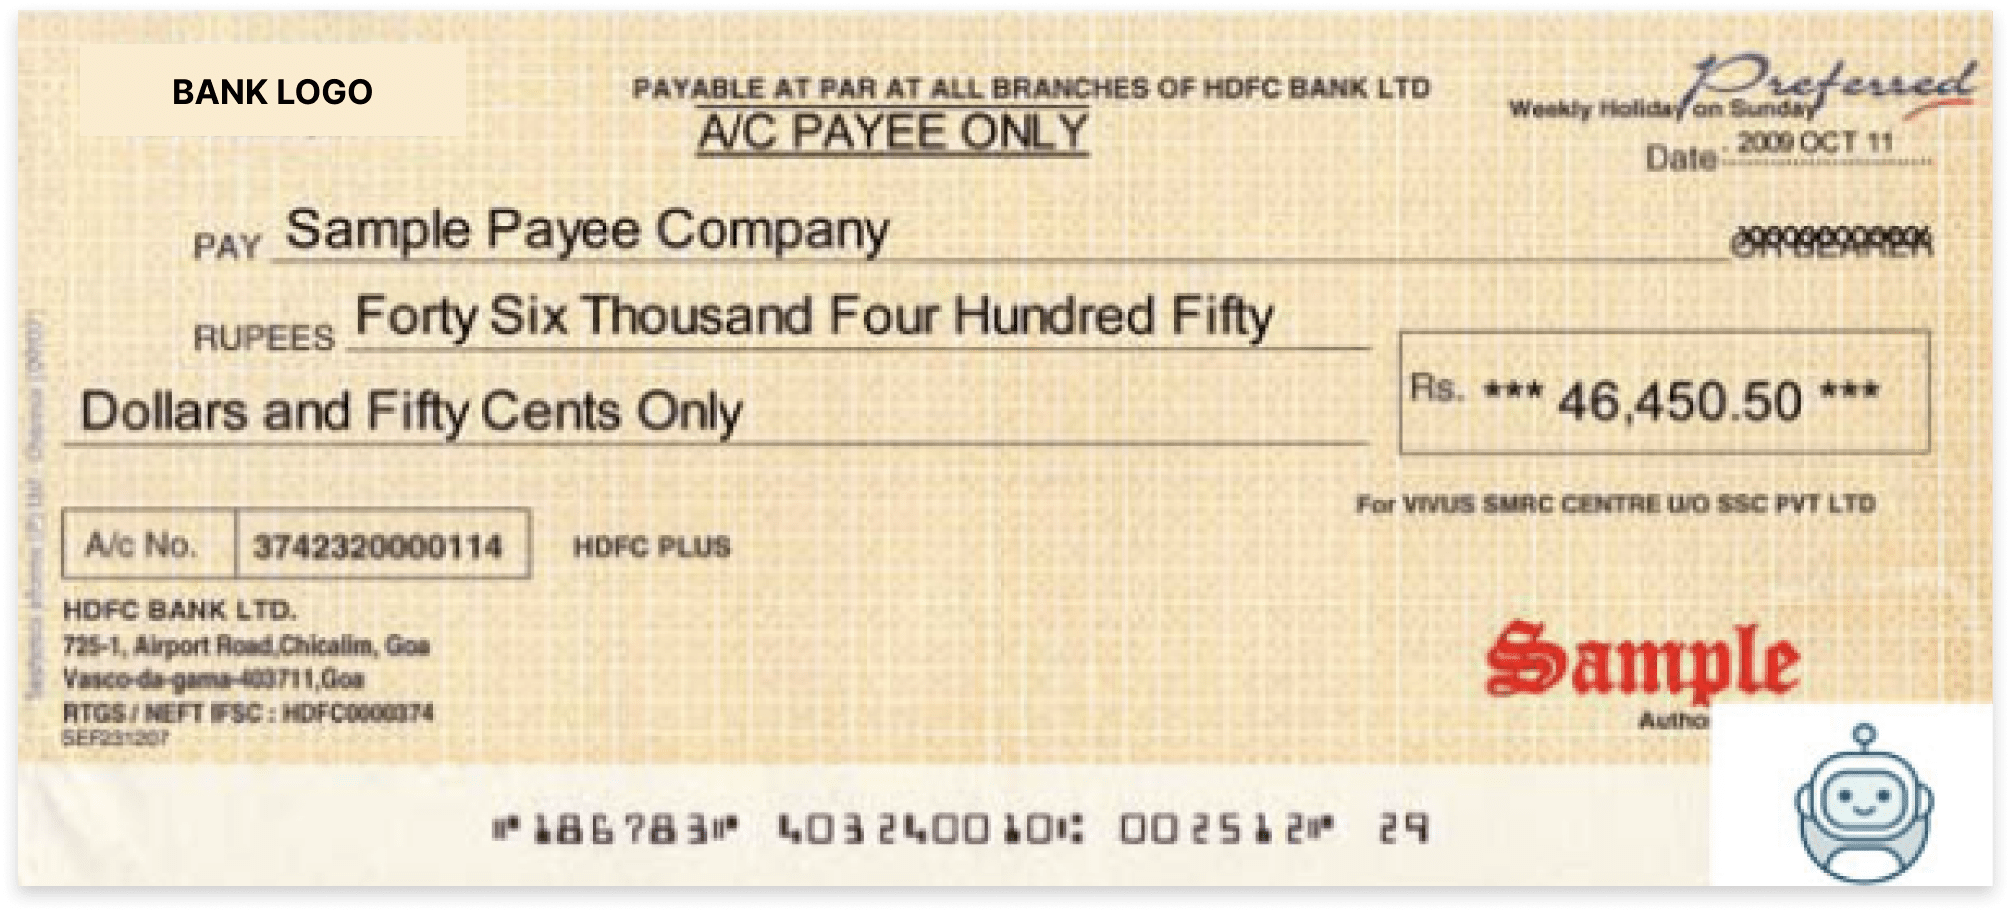 BANK LOGO
PAYABLE AT PAR AT ALL BRANCHES OF HDFC BANK LTD
A/C PAYEE ONLY
Preferred
Weekly Holiday on Sunday
Date 2009 OCT 11
PAY Sample Payee Company
OR BEARER
RUPEES Forty Six Thousand Four Hundred Fifty
Dollars and Fifty Cents Only
Rs. *** 46,450.50 ***
For VIVUS SMRC CENTRE U/O SSC PVT LTD
A/c No. 3742320000114 HDFC PLUS
HDFC BANK LTD.
725-1, Airport Road,Chicalim, Goa
Vasco-da-gama-403711,Goa
RTGS / NEFT IFSC : HDFC0000374
SEF231207
Sample
Autho
⑈186783⑈ 403240010⑆ 002512⑈ 29